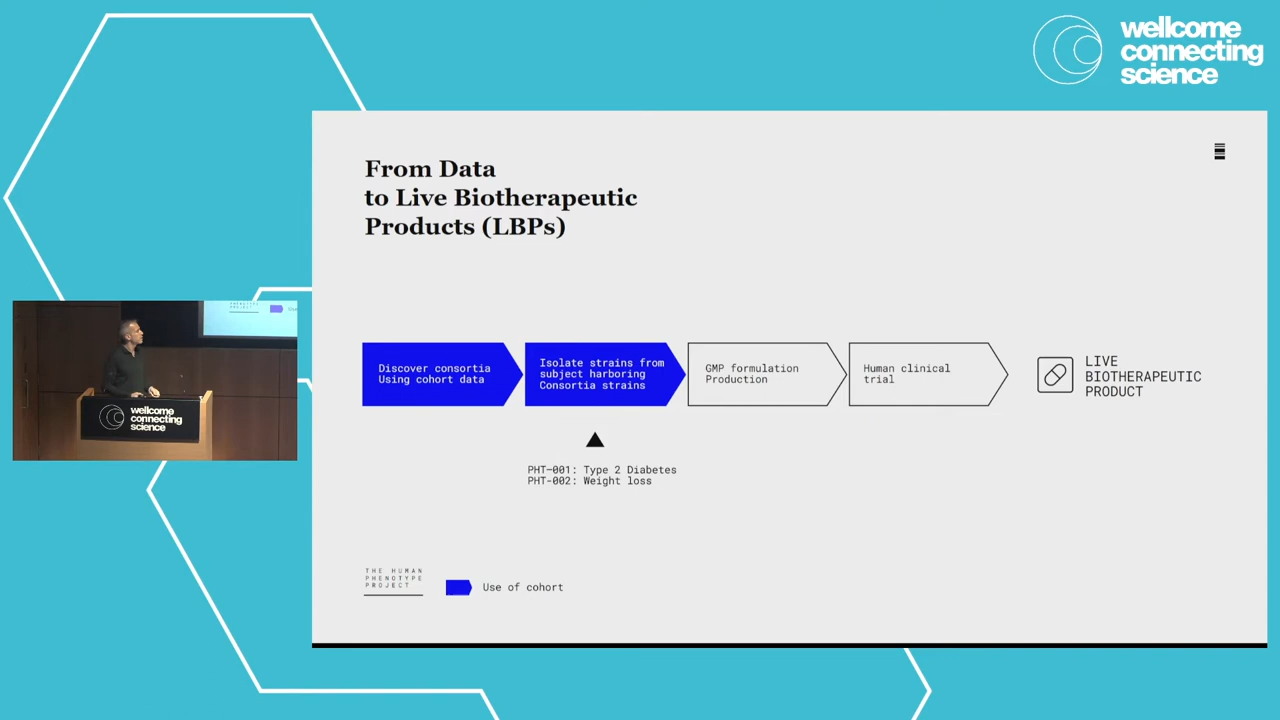 wellcome
connecting
science
From Data
to Live Biotherapeutic
Products (LBPs)
Discover consortia
Using cohort data
Isolate strains from
subject harboring
Consortia strains
GMP formulation
Production
Human clinical
trial
LIVE
BIOTHERAPEUTIC
PRODUCT
PHT-001: Type 2 Diabetes
PHT-002: Weight loss
THE HUMAN
PHENOTYPE
PROJECT
Use of cohort
wellcome
connecting
science